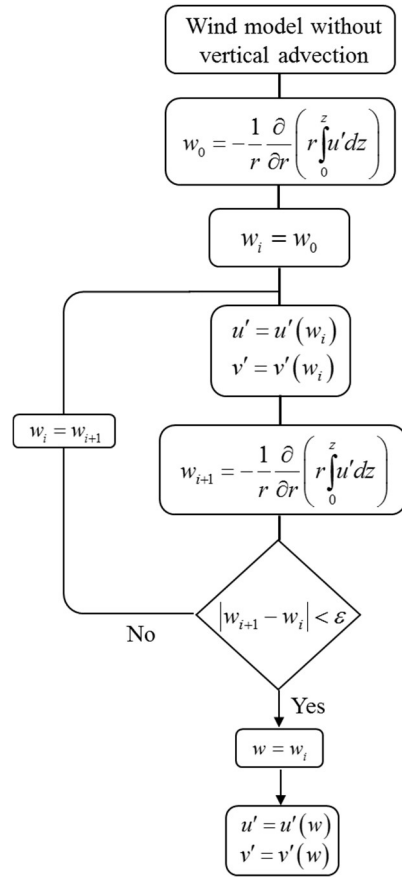 Wind model without
vertical advection
w₀ = −(1/r) ∂/∂r (r ∫₀ᶻ u′dz)
wᵢ = w₀
u′ = u′(wᵢ)
v′ = v′(wᵢ)
wᵢ = wᵢ₊₁
wᵢ₊₁ = −(1/r) ∂/∂r (r ∫₀ᶻ u′dz)
|wᵢ₊₁ − wᵢ| < ε
No
Yes
w = wᵢ
u′ = u′(w)
v′ = v′(w)